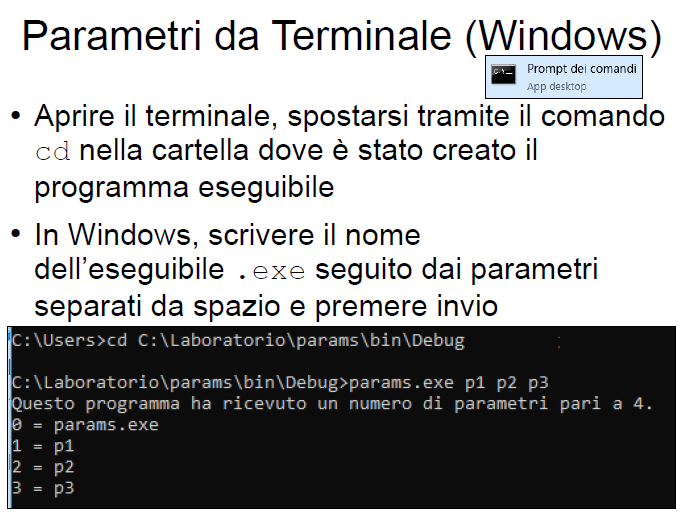 Parametri da Terminale (Windows)
Prompt dei comandi
App desktop
• Aprire il terminale, spostarsi tramite il comando
cd nella cartella dove è stato creato il
programma eseguibile
• In Windows, scrivere il nome
dell’eseguibile .exe seguito dai parametri
separati da spazio e premere invio
C:\Users>cd C:\Laboratorio\params\bin\Debug
C:\Laboratorio\params\bin\Debug>params.exe p1 p2 p3
Questo programma ha ricevuto un numero di parametri pari a 4.
0 = params.exe
1 = p1
2 = p2
3 = p3